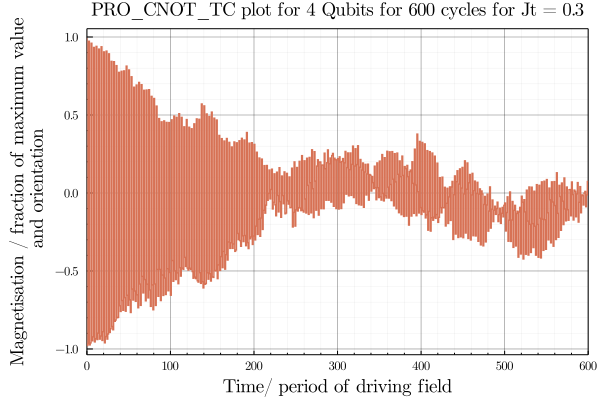 PRO_CNOT_TC plot for 4 Qubits for 600 cycles for Jt = 0.3
Magnetisation / fraction of maximum value
and orientation
1.0
0.5
0.0
−0.5
−1.0
0 100 200 300 400 500 600
Time/ period of driving field